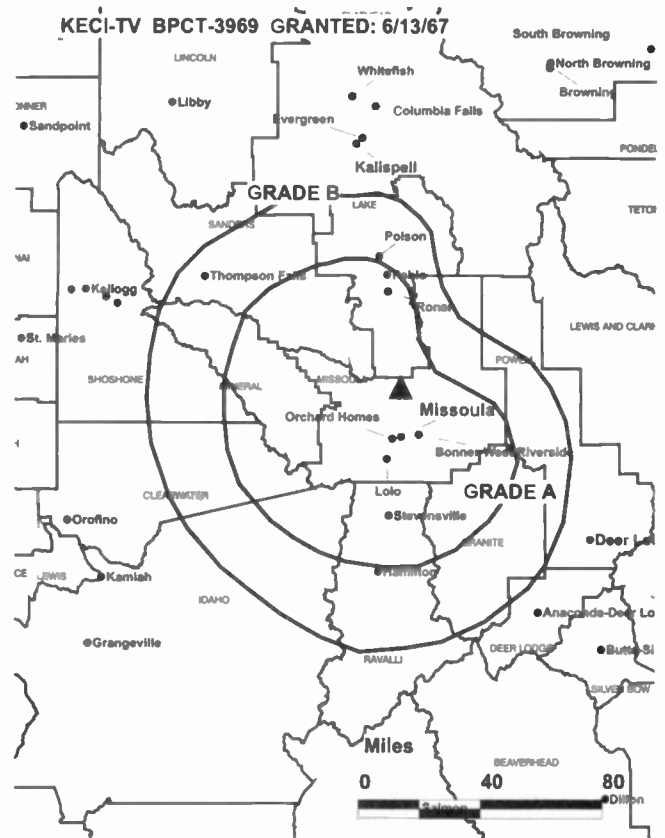 KECI-TV BPCT-3969 GRANTED: 6/13/67
South Browning
LINCOLN
Whitefish
North Browning
Libby
Columbia Falls
Browning
Sandpoint
Evergreen
Kalispell
GRADE B
LAKE
SANDERS
Polson
Thompson Falls
Pablo
Kellogg
Ronan
St. Maries
LEWIS AND CLARK
POWELL
SHOSHONE
MINERAL
MISSOULA
Missoula
Orchard Homes
Bonner-West Riverside
Lolo
GRADE A
CLEARWATER
Stevensville
Orofino
GRANITE
Deer Lo
CE
LEWIS
Kamiah
Hamilton
IDAHO
Anaconda-Deer Lo
Grangeville
DEER LODGE
Butte-Si
RAVALLI
SILVER BOW
Miles
BEAVERHEAD
0 40 80
Salmon
Dillon